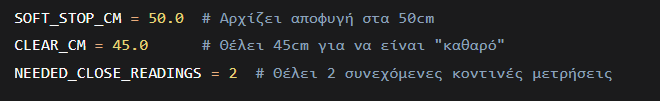 SOFT_STOP_CM = 50.0  # Αρχίζει αποφυγή στα 50cm
CLEAR_CM = 45.0      # Θέλει 45cm για να είναι "καθαρό"
NEEDED_CLOSE_READINGS = 2  # Θέλει 2 συνεχόμενες κοντινές μετρήσεις